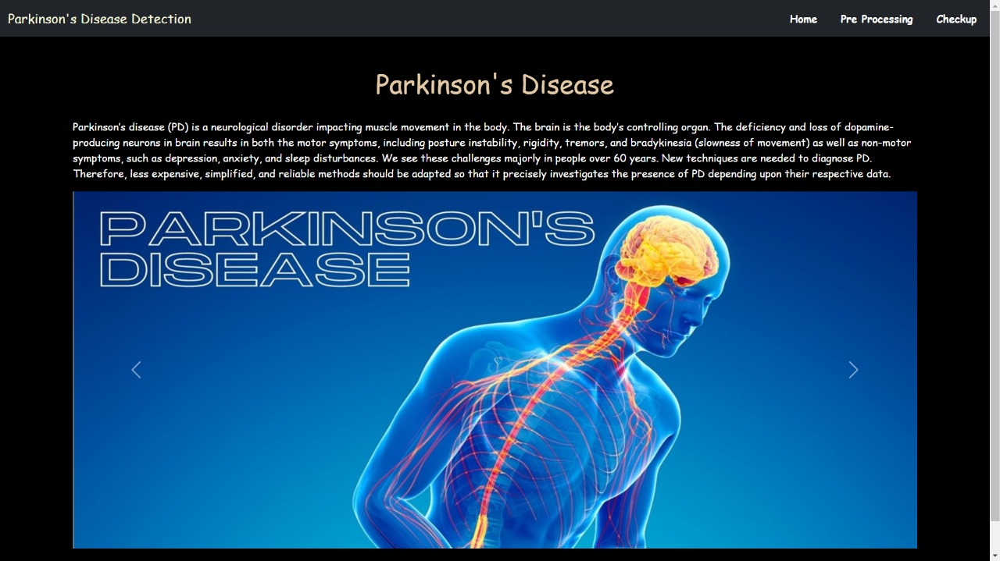 Parkinson's Disease Detection
Home Pre Processing Checkup
Parkinson's Disease
Parkinson's disease (PD) is a neurological disorder impacting muscle movement in the body. The brain is the body's controlling organ. The deficiency and loss of dopamine-
producing neurons in brain results in both the motor symptoms, including posture instability, rigidity, tremors, and bradykinesia (slowness of movement) as well as non-motor
symptoms, such as depression, anxiety, and sleep disturbances. We see these challenges majorly in people over 60 years. New techniques are needed to diagnose PD.
Therefore, less expensive, simplified, and reliable methods should be adapted so that it precisely investigates the presence of PD depending upon their respective data.
PARKINSON'S
DISEASE